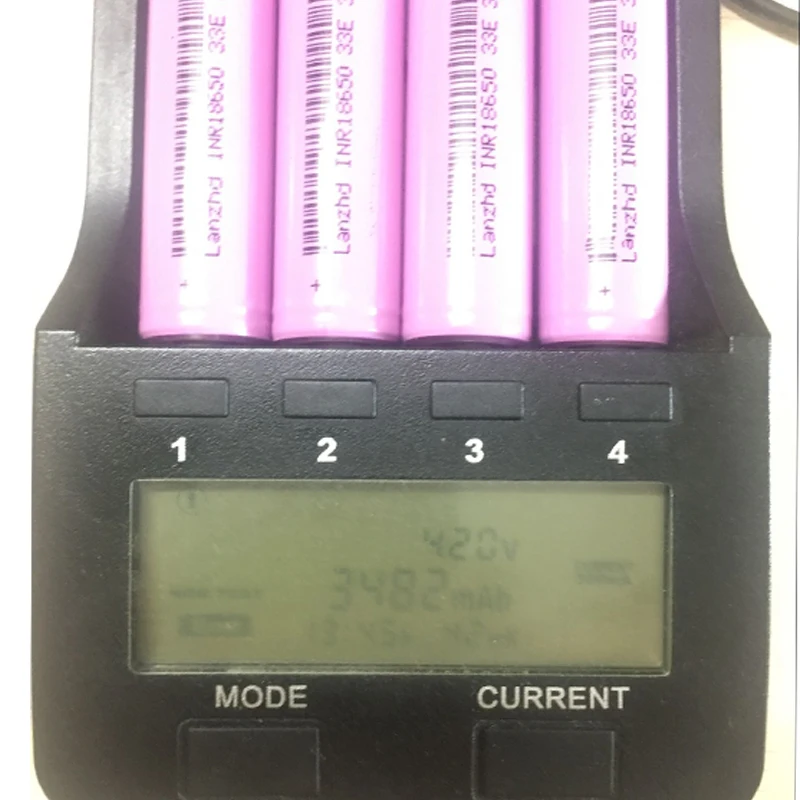 Lanzhd INR18650 33E
Lanzhd INR18650 33E
Lanzhd INR18650 33E
Lanzhd INR18650 33E
+ + +
1 2 3 4
4.20v
3482mAh
MODE CURRENT